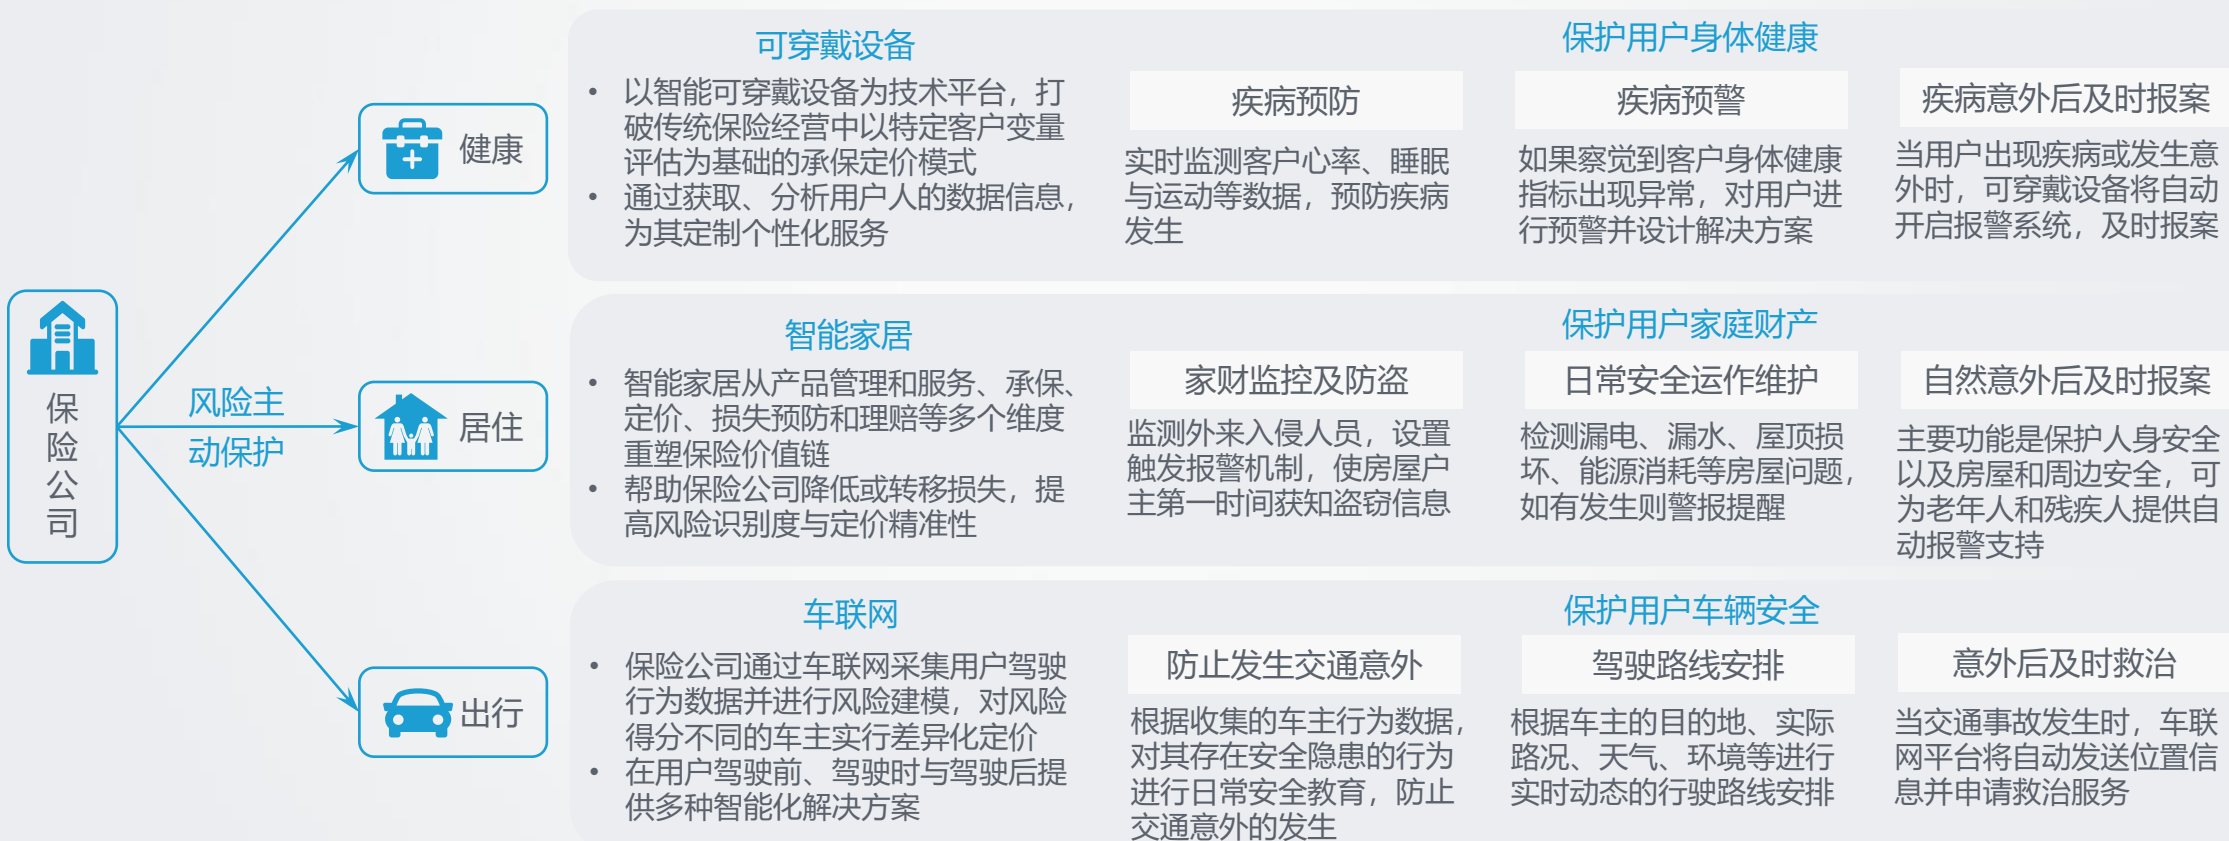 保
险
公
司
风险主
动保护
健康
可穿戴设备
• 以智能可穿戴设备为技术平台，打
破传统保险经营中以特定客户变量
评估为基础的承保定价模式
• 通过获取、分析用户人的数据信息，
为其定制个性化服务
保护用户身体健康
疾病预防
实时监测客户心率、睡眠
与运动等数据，预防疾病
发生
疾病预警
如果察觉到客户身体健康
指标出现异常，对用户进
行预警并设计解决方案
疾病意外后及时报案
当用户出现疾病或发生意
外时，可穿戴设备将自动
开启报警系统，及时报案
居住
智能家居
• 智能家居从产品管理和服务、承保、
定价、损失预防和理赔等多个维度
重塑保险价值链
• 帮助保险公司降低或转移损失，提
高风险识别度与定价精准性
保护用户家庭财产
家财监控及防盗
监测外来入侵人员，设置
触发报警机制，使房屋户
主第一时间获知盗窃信息
日常安全运作维护
检测漏电、漏水、屋顶损
坏、能源消耗等房屋问题，
如有发生则警报提醒
自然意外后及时报案
主要功能是保护人身安全
以及房屋和周边安全，可
为老年人和残疾人提供自
动报警支持
出行
车联网
• 保险公司通过车联网采集用户驾驶
行为数据并进行风险建模，对风险
得分不同的车主实行差异化定价
• 在用户驾驶前、驾驶时与驾驶后提
供多种智能化解决方案
保护用户车辆安全
防止发生交通意外
根据收集的车主行为数据，
对其存在安全隐患的行为
进行日常安全教育，防止
交通意外的发生
驾驶路线安排
根据车主的目的地、实际
路况、天气、环境等进行
实时动态的行驶路线安排
意外后及时救治
当交通事故发生时，车联
网平台将自动发送位置信
息并申请救治服务